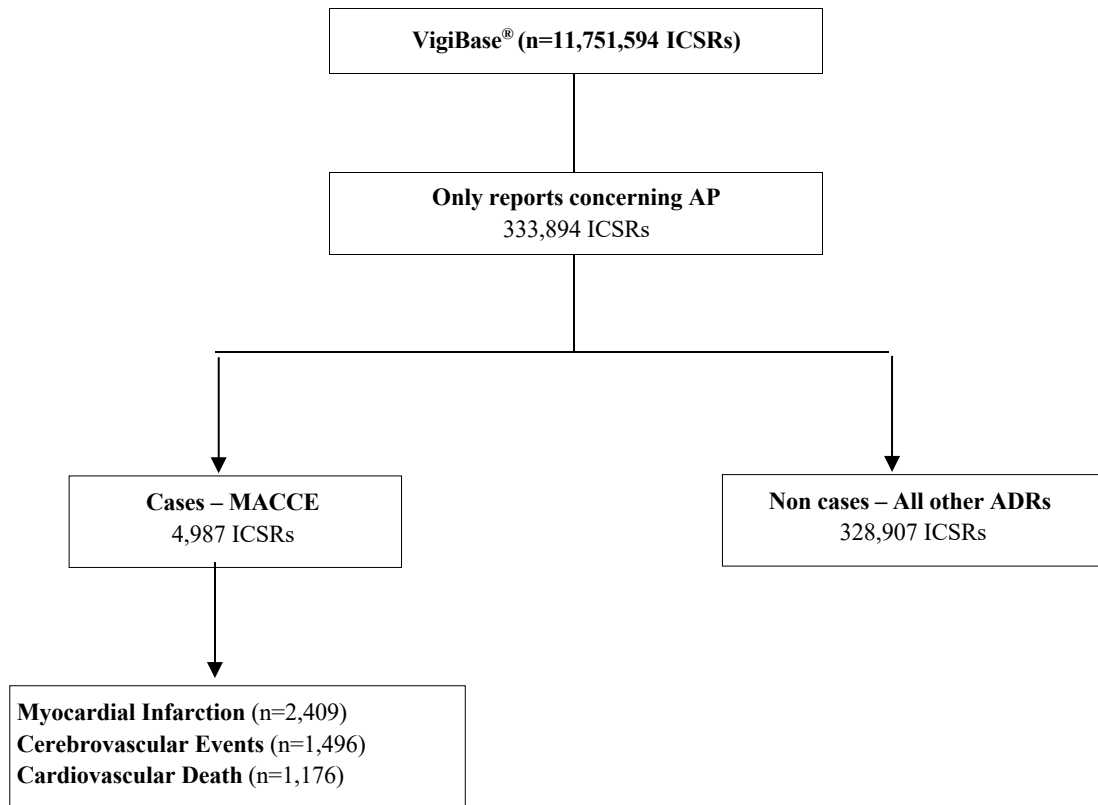 VigiBase® (n=11,751,594 ICSRs)
Only reports concerning AP
333,894 ICSRs
Cases – MACCE
4,987 ICSRs
Non cases – All other ADRs
328,907 ICSRs
Myocardial Infarction (n=2,409)
Cerebrovascular Events (n=1,496)
Cardiovascular Death (n=1,176)